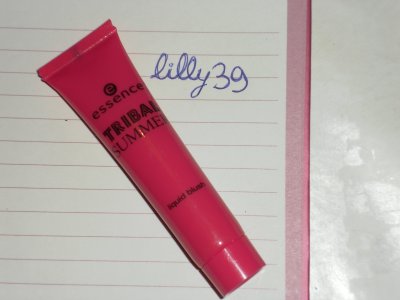 lilly39
essence
TRIBAL
SUMMER
liquid blush